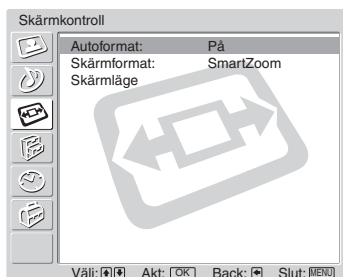 Skärmkontroll
Autoformat: På
Skärmformat: SmartZoom
Skärmläge
Välj: Akt: OK Back: Slut: MENU